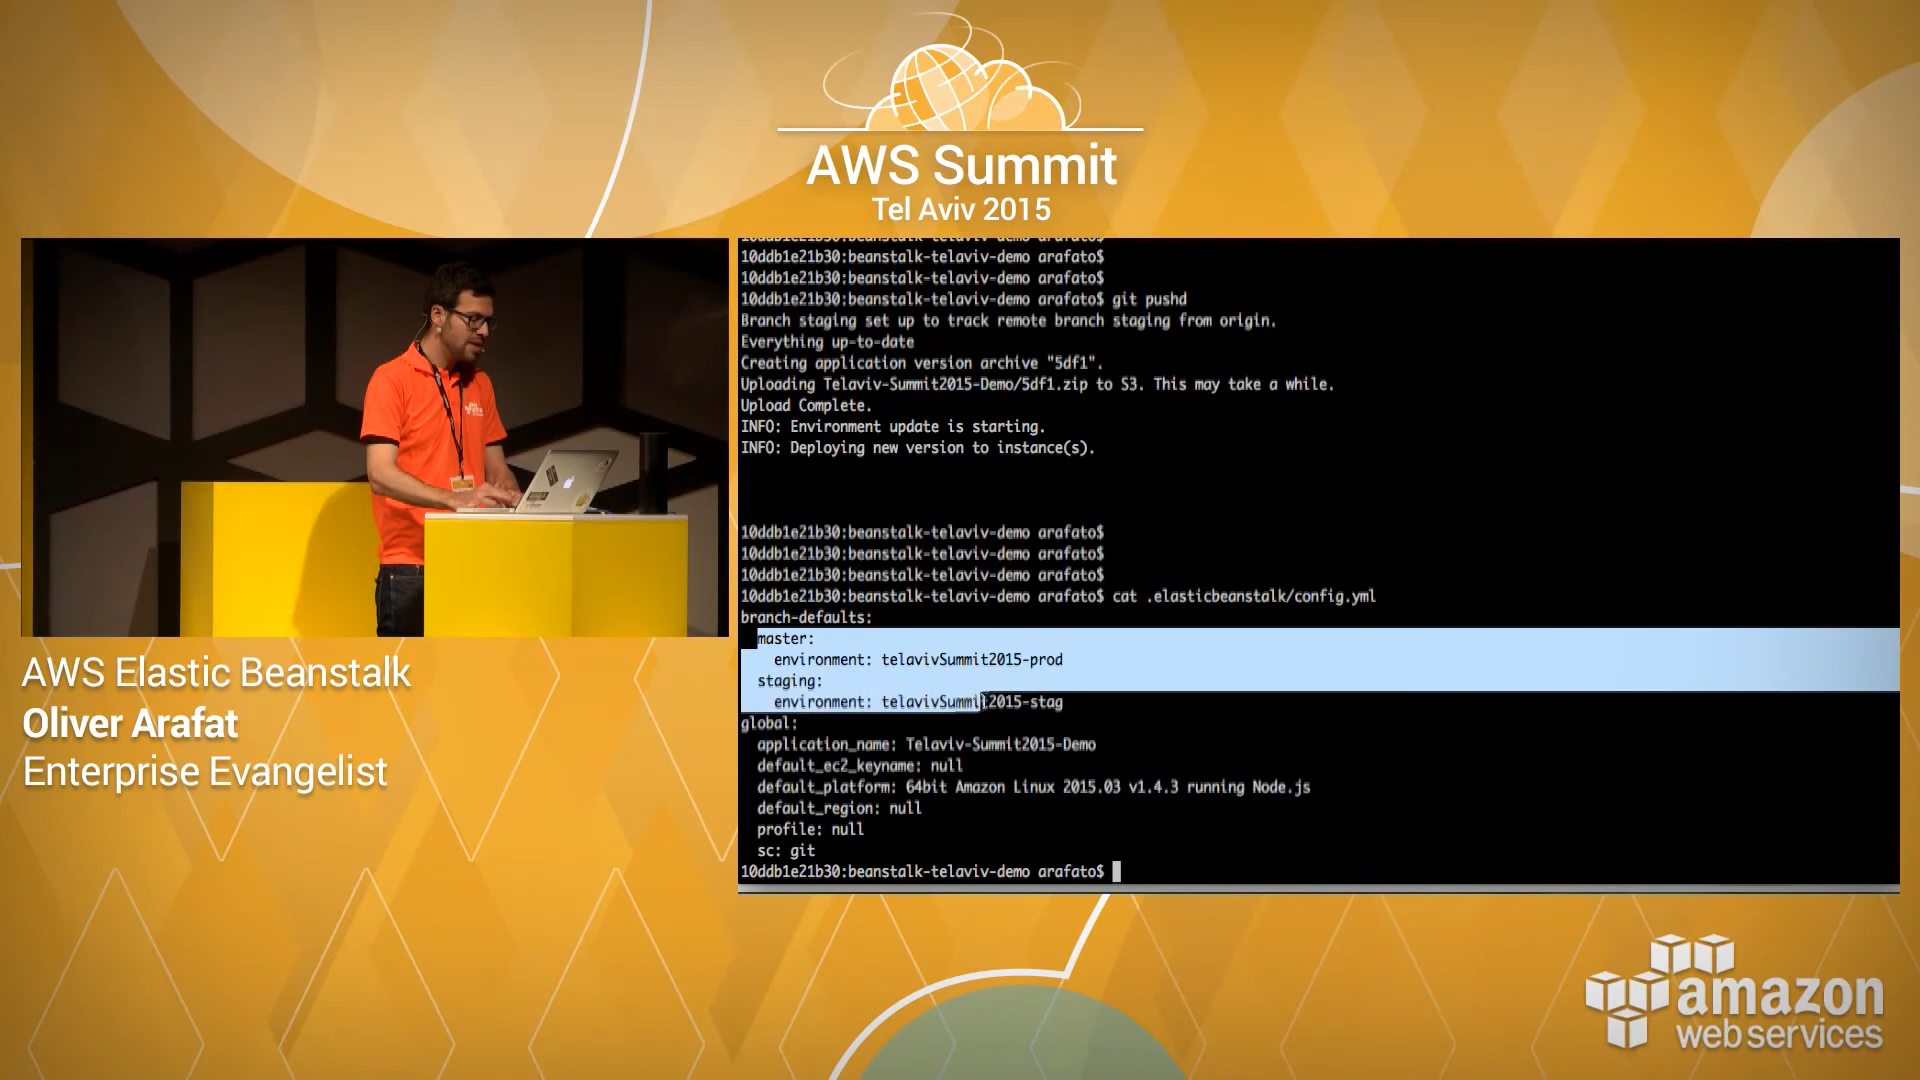 AWS Summit
Tel Aviv 2015
10ddb1e21b30:beanstalk-telaviv-demo arafato$
10ddb1e21b30:beanstalk-telaviv-demo arafato$
10ddb1e21b30:beanstalk-telaviv-demo arafato$
10ddb1e21b30:beanstalk-telaviv-demo arafato$ git pushd
Branch staging set up to track remote branch staging from origin.
Everything up-to-date
Creating application version archive "5df1".
Uploading Telaviv-Summit2015-Demo/5df1.zip to S3. This may take a while.
Upload Complete.
INFO: Environment update is starting.
INFO: Deploying new version to instance(s).
10ddb1e21b30:beanstalk-telaviv-demo arafato$
10ddb1e21b30:beanstalk-telaviv-demo arafato$
10ddb1e21b30:beanstalk-telaviv-demo arafato$
10ddb1e21b30:beanstalk-telaviv-demo arafato$ cat .elasticbeanstalk/config.yml
branch-defaults:
master:
environment: telavivSummit2015-prod
staging:
environment: telavivSummit2015-stag
global:
application_name: Telaviv-Summit2015-Demo
default_ec2_keyname: null
default_platform: 64bit Amazon Linux 2015.03 v1.4.3 running Node.js
default_region: null
profile: null
sc: git
10ddb1e21b30:beanstalk-telaviv-demo arafato$
AWS Elastic Beanstalk
Oliver Arafat
Enterprise Evangelist
amazon
web services